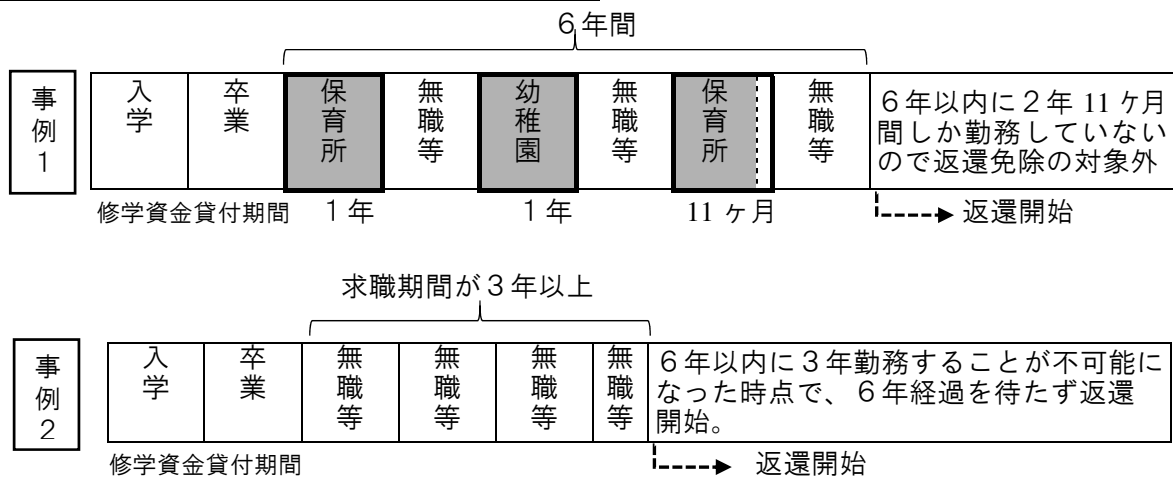 ６年間
事例１
入学
卒業
保育所
無職等
幼稚園
無職等
保育所
無職等
６年以内に２年 11 ヶ月
間しか勤務していない
ので返還免除の対象外
修学資金貸付期間
１年
１年
11 ヶ月
返還開始
求職期間が３年以上
事例２
入学
卒業
無職等
無職等
無職等
無職等
６年以内に３年勤務することが不可能に
なった時点で、６年経過を待たず返還
開始。
修学資金貸付期間
返還開始